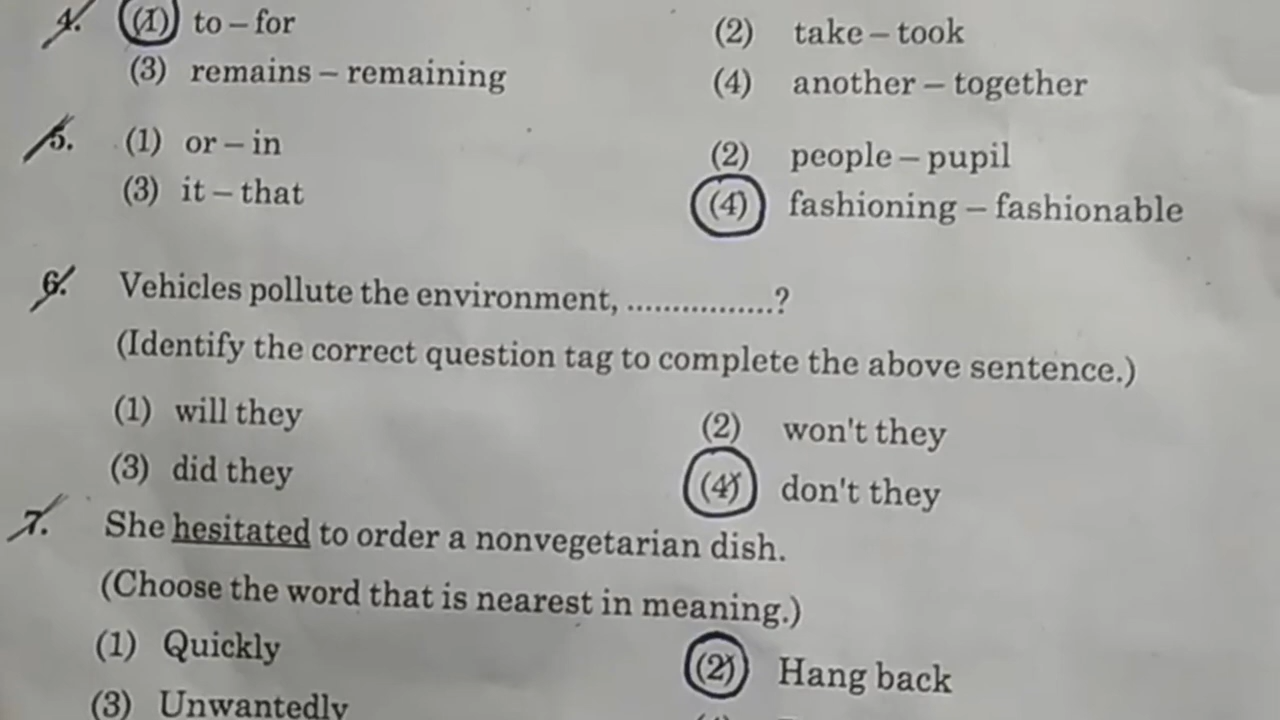 4. (1) to – for (2) take – took
(3) remains – remaining (4) another – together
5. (1) or – in (2) people – pupil
(3) it – that (4) fashioning – fashionable
6. Vehicles pollute the environment, ................?
(Identify the correct question tag to complete the above sentence.)
(1) will they (2) won't they
(3) did they (4) don't they
7. She hesitated to order a nonvegetarian dish.
(Choose the word that is nearest in meaning.)
(1) Quickly (2) Hang back
(3) Unwantedly